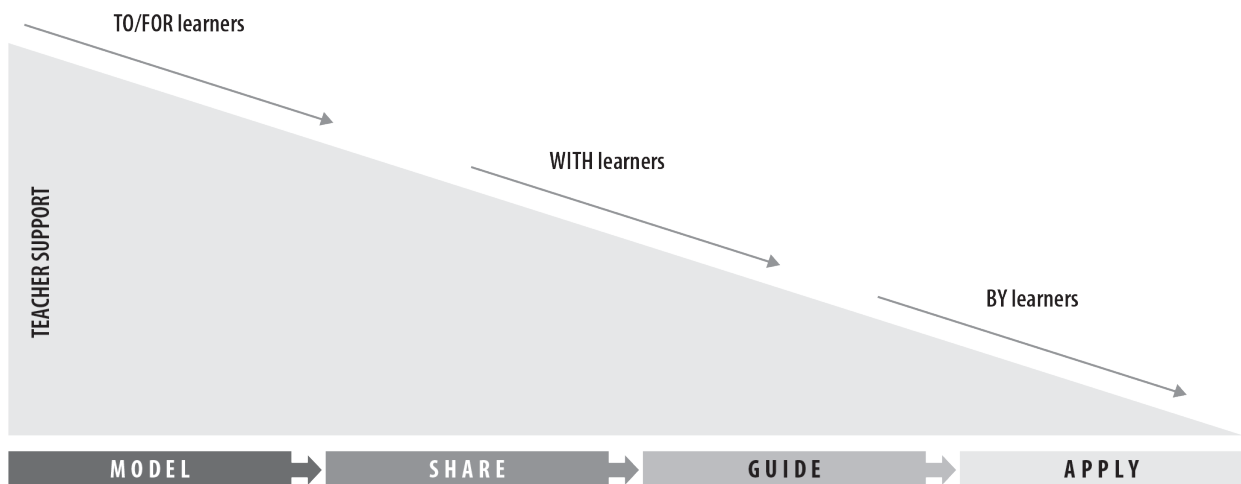 TO/FOR learners
WITH learners
BY learners
TEACHER SUPPORT
MODEL
SHARE
GUIDE
APPLY